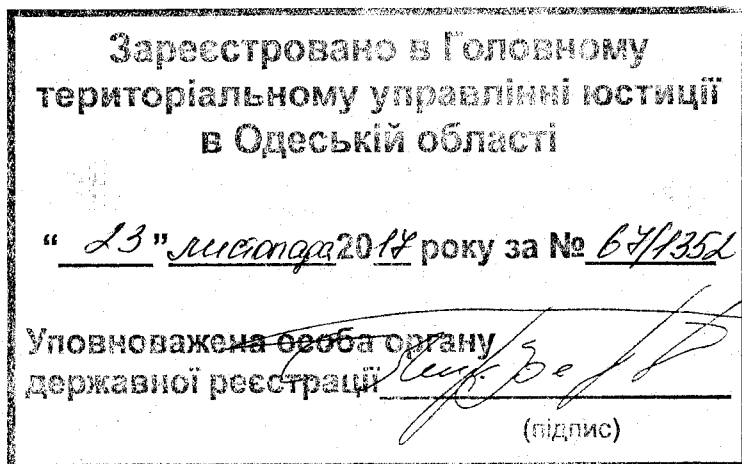 Зареєстровано в Головному
територіальному управлінні юстиції
в Одеській області
“ 23 ” листопада 2017 року за № 67/1352
Уповноважена особа органу
державної реєстрації
(підпис)